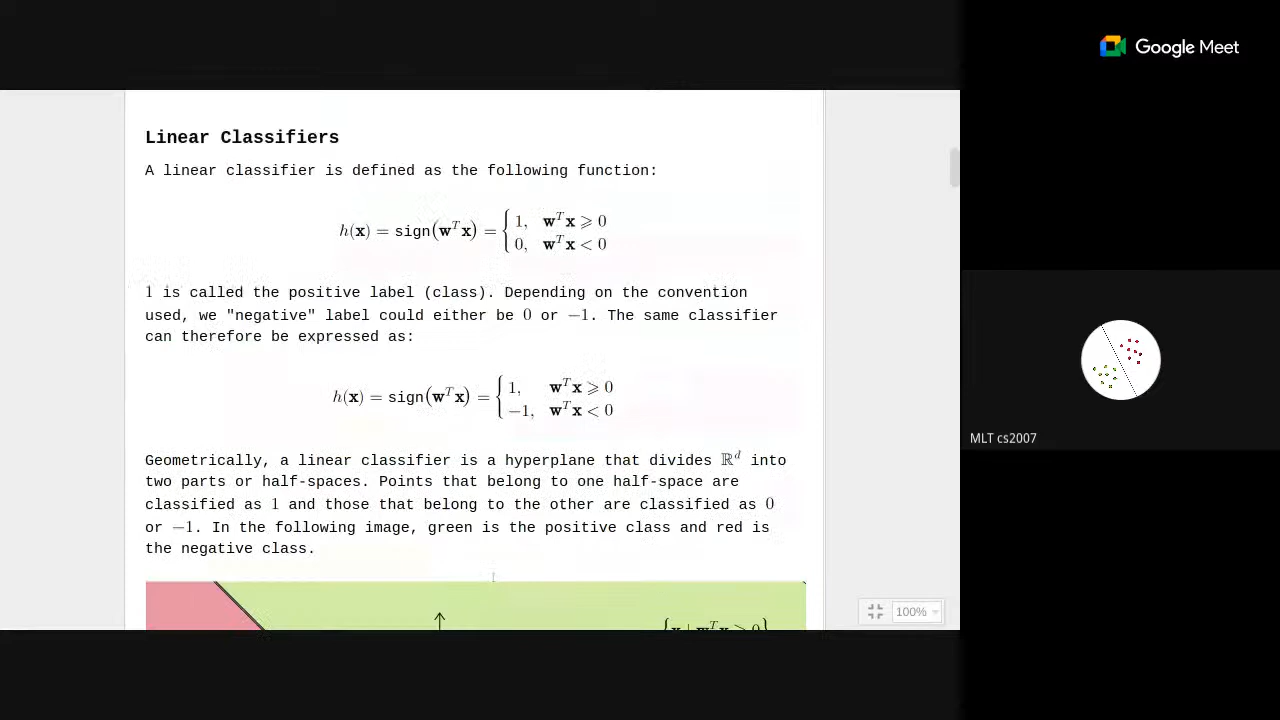 Google Meet
Linear Classifiers
A linear classifier is defined as the following function:
h(x) = sign(w^T x) = { 1, w^T x ⩾ 0
0, w^T x < 0
1 is called the positive label (class). Depending on the convention
used, we "negative" label could either be 0 or −1. The same classifier
can therefore be expressed as:
h(x) = sign(w^T x) = { 1, w^T x ⩾ 0
−1, w^T x < 0
Geometrically, a linear classifier is a hyperplane that divides ℝ^d into
two parts or half-spaces. Points that belong to one half-space are
classified as 1 and those that belong to the other are classified as 0
or −1. In the following image, green is the positive class and red is
the negative class.
100%
MLT cs2007